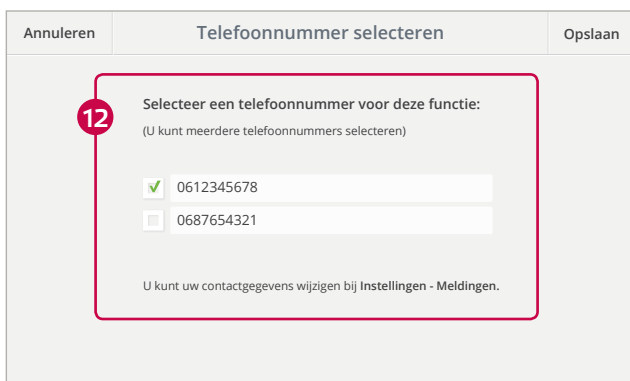 Annuleren Telefoonnummer selecteren Opslaan
12
Selecteer een telefoonnummer voor deze functie:
(U kunt meerdere telefoonnummers selecteren)
0612345678
0687654321
U kunt uw contactgegevens wijzigen bij Instellingen - Meldingen.